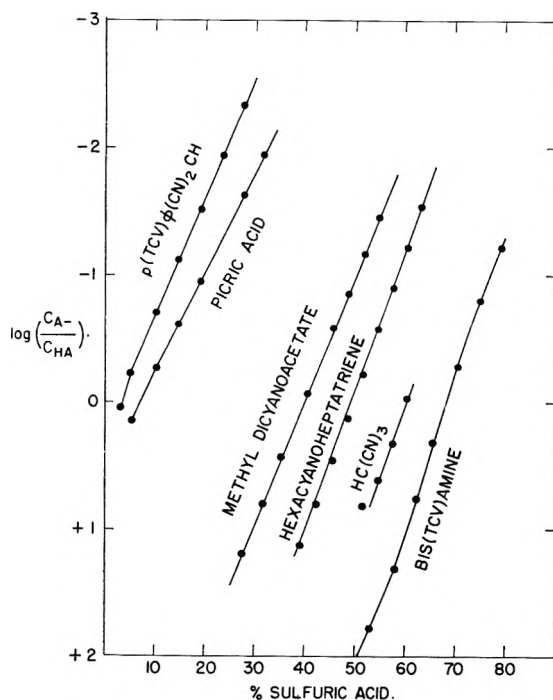 -3
-2
-1
0
+1
+2
log(C_A-/C_HA).
p(TCV)ϕ(CN)₂CH
PICRIC ACID
METHYL DICYANOACETATE
HEXACYANOHEPTATRIENE
HC(CN)₃
BIS(TCV)AMINE
10 20 30 40 50 60 70 80
% SULFURIC ACID.